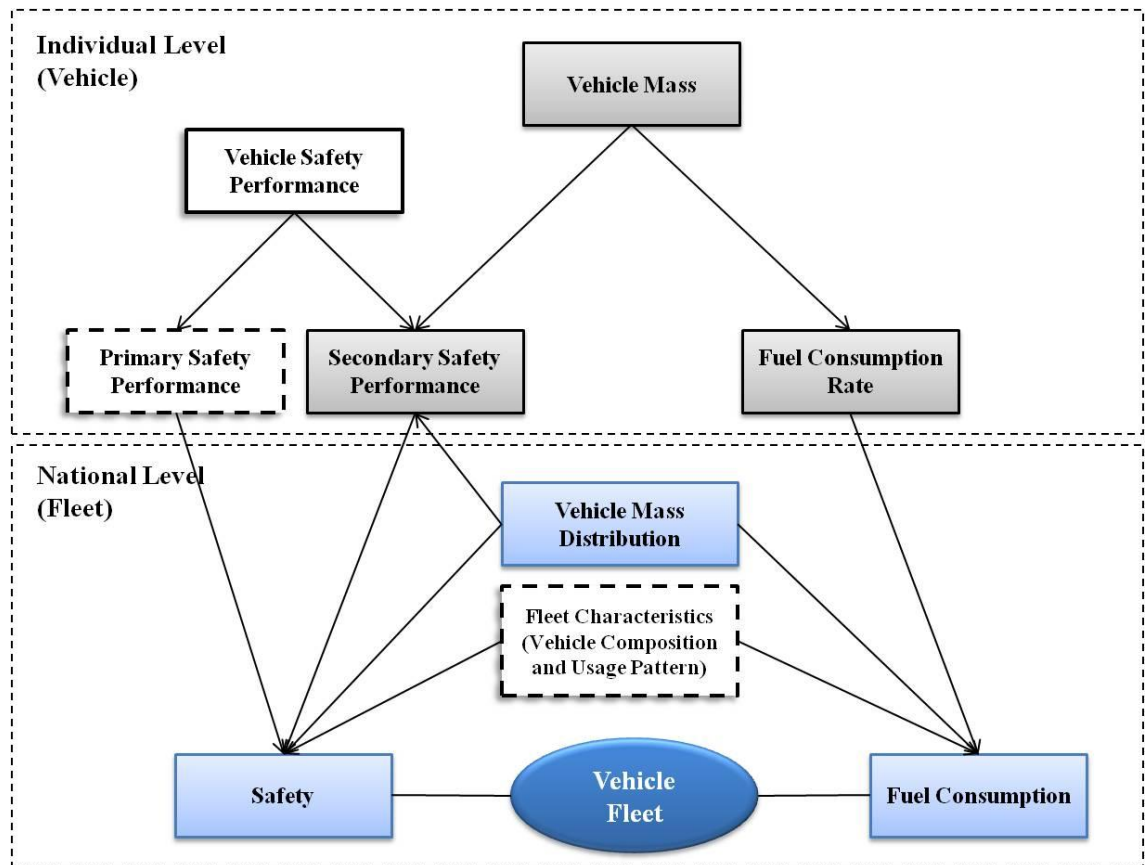 Individual Level
(Vehicle)
Vehicle Mass
Vehicle Safety
Performance
Primary Safety
Performance
Secondary Safety
Performance
Fuel Consumption
Rate
National Level
(Fleet)
Vehicle Mass
Distribution
Fleet Characteristics
(Vehicle Composition
and Usage Pattern)
Safety
Vehicle
Fleet
Fuel Consumption